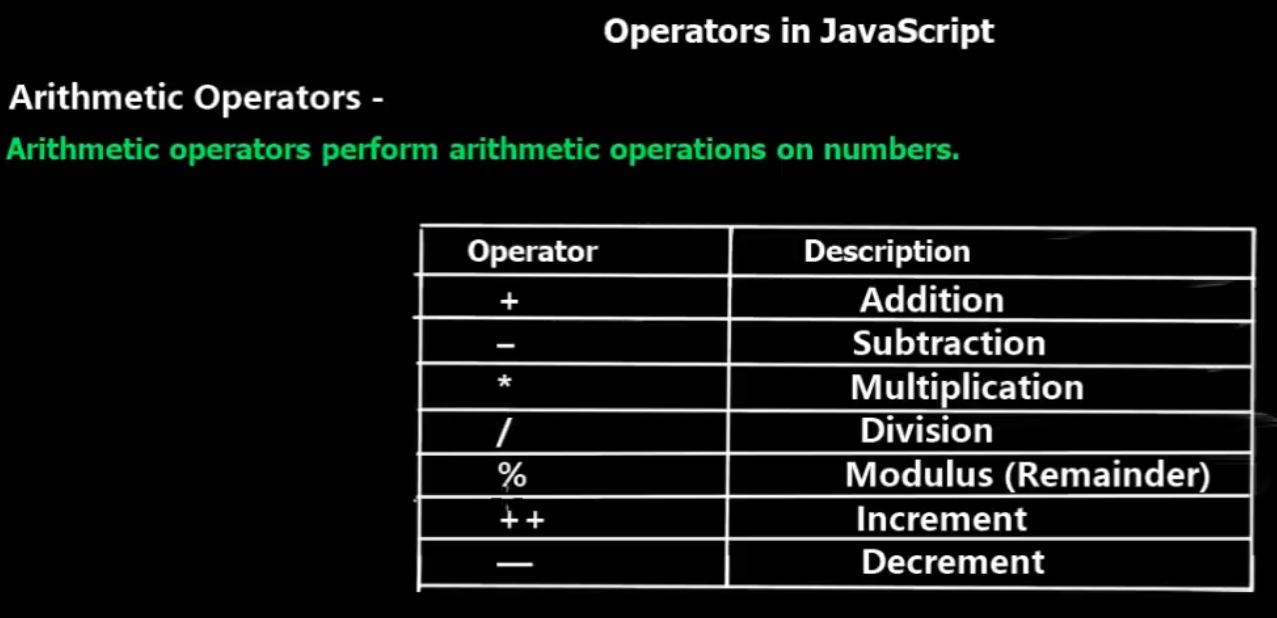 Operators in JavaScript
Arithmetic Operators -
Arithmetic operators perform arithmetic operations on numbers.
Operator Description
+ Addition
– Subtraction
* Multiplication
/ Division
% Modulus (Remainder)
++ Increment
— Decrement